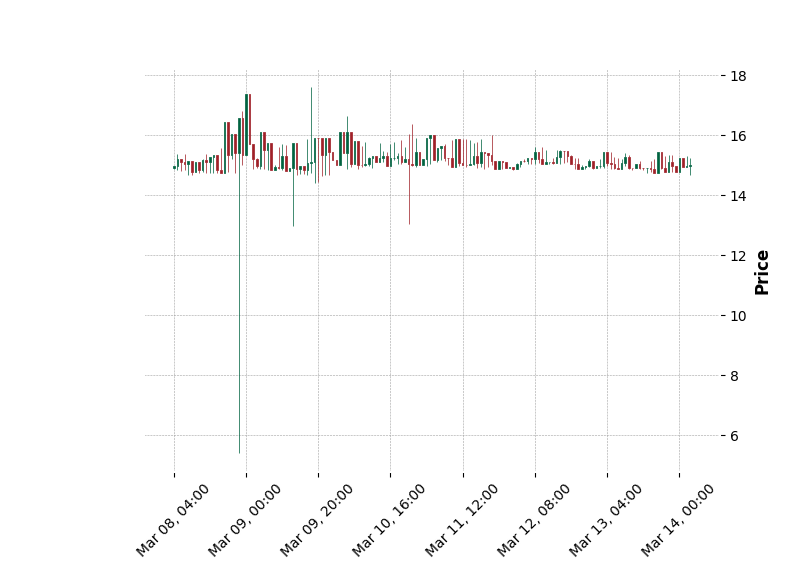 18
16
14
12
10
8
6
Price
Mar 08, 04:00
Mar 09, 00:00
Mar 09, 20:00
Mar 10, 16:00
Mar 11, 12:00
Mar 12, 08:00
Mar 13, 04:00
Mar 14, 00:00